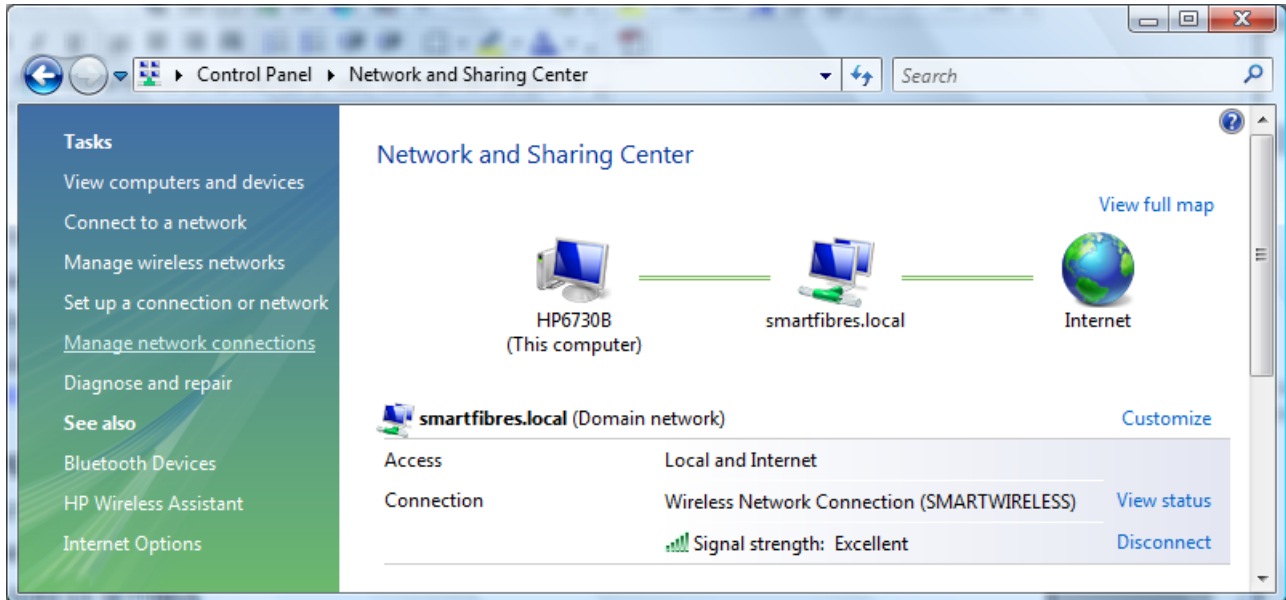 Control Panel Network and Sharing Center
Search
Tasks
View computers and devices
Connect to a network
Manage wireless networks
Set up a connection or network
Manage network connections
Diagnose and repair
See also
Bluetooth Devices
HP Wireless Assistant
Internet Options
Network and Sharing Center
View full map
HP6730B
(This computer)
smartfibres.local
Internet
smartfibres.local (Domain network) Customize
Access Local and Internet
Connection Wireless Network Connection (SMARTWIRELESS) View status
Signal strength: Excellent Disconnect